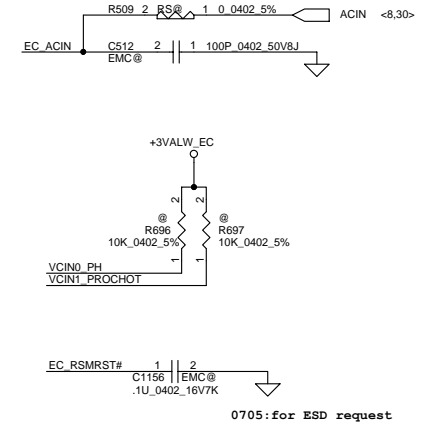 R509 2 RS@ 1 0_0402_5% ACIN <8,30>
EC_ACIN C512 2 1 100P_0402_50V8J
EMC@
+3VALW_EC
2 2
@ @
R696 R697
10K_0402_5% 10K_0402_5%
1 1
VCIN0_PH
VCIN1_PROCHOT
EC_RSMRST# 1 2
C1156 EMC@
.1U_0402_16V7K
0705:for ESD request